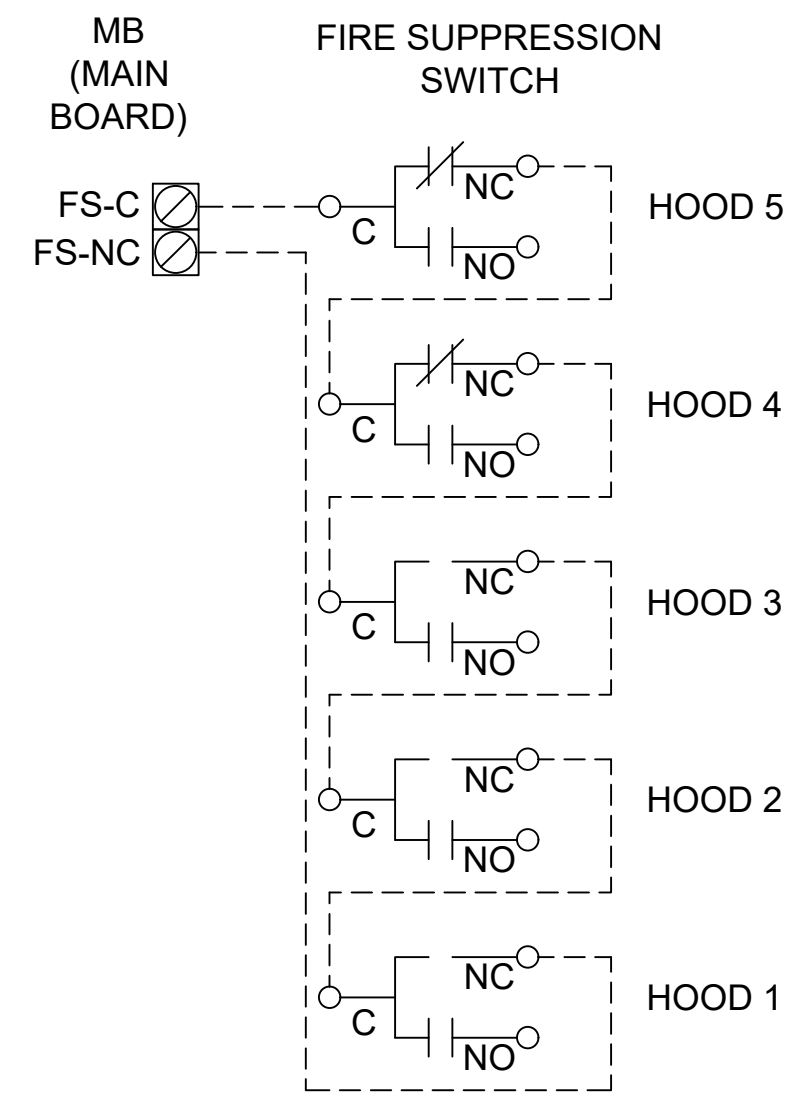 MB
(MAIN
BOARD)
FIRE SUPPRESSION
SWITCH
FS-C
FS-NC
C
NC
NO
HOOD 5
C
NC
NO
HOOD 4
C
NC
NO
HOOD 3
C
NC
NO
HOOD 2
C
NC
NO
HOOD 1